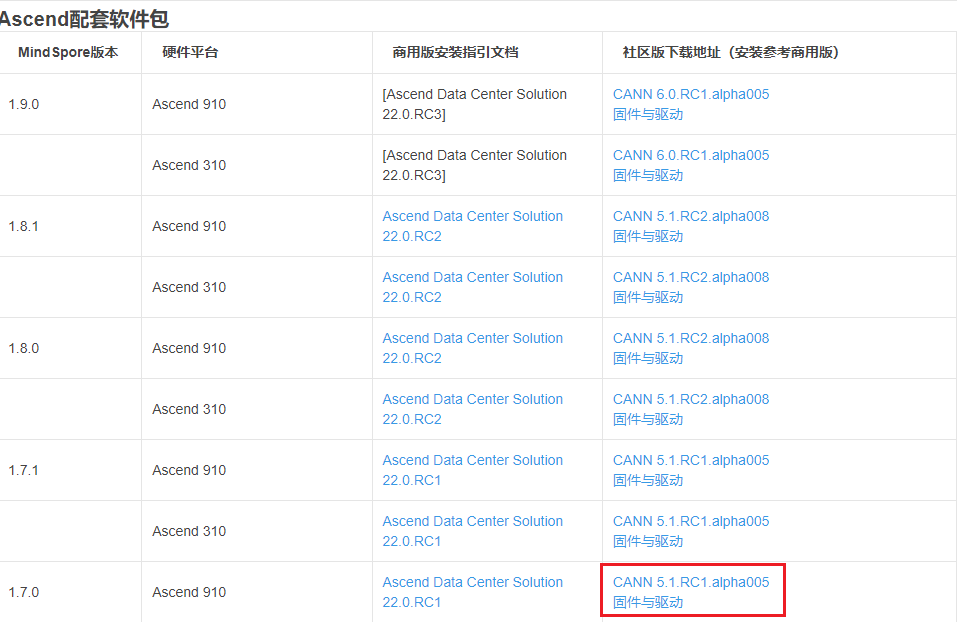 Ascend配套软件包
MindSpore版本 硬件平台 商用版安装指引文档 社区版下载地址（安装参考商用版）
1.9.0 Ascend 910 [Ascend Data Center Solution CANN 6.0.RC1.alpha005
22.0.RC3] 固件与驱动
Ascend 310 [Ascend Data Center Solution CANN 6.0.RC1.alpha005
22.0.RC3] 固件与驱动
1.8.1 Ascend 910 Ascend Data Center Solution CANN 5.1.RC2.alpha008
22.0.RC2 固件与驱动
Ascend 310 Ascend Data Center Solution CANN 5.1.RC2.alpha008
22.0.RC2 固件与驱动
1.8.0 Ascend 910 Ascend Data Center Solution CANN 5.1.RC2.alpha008
22.0.RC2 固件与驱动
Ascend 310 Ascend Data Center Solution CANN 5.1.RC2.alpha008
22.0.RC2 固件与驱动
1.7.1 Ascend 910 Ascend Data Center Solution CANN 5.1.RC1.alpha005
22.0.RC1 固件与驱动
Ascend 310 Ascend Data Center Solution CANN 5.1.RC1.alpha005
22.0.RC1 固件与驱动
1.7.0 Ascend 910 Ascend Data Center Solution CANN 5.1.RC1.alpha005
22.0.RC1 固件与驱动